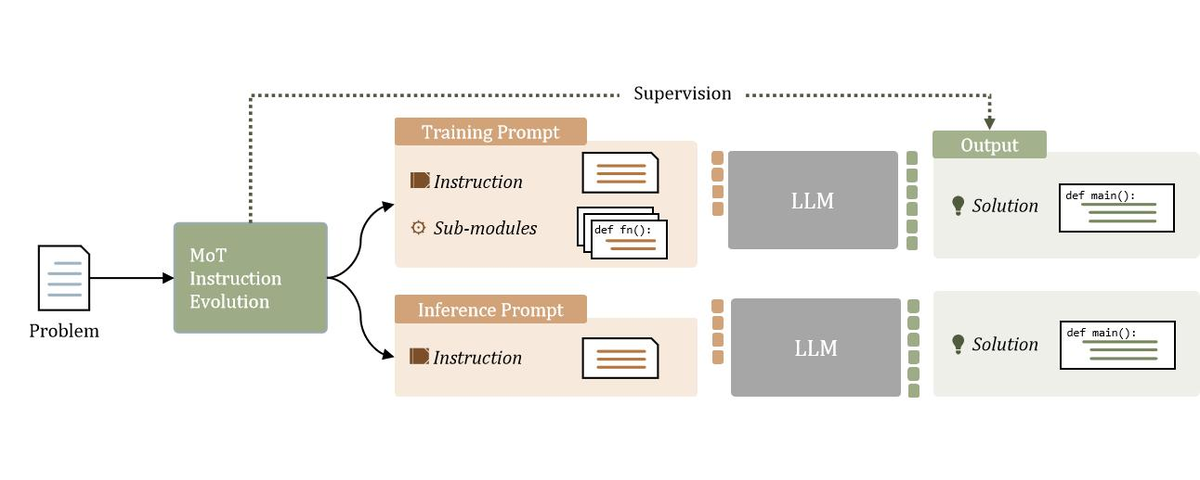 Supervision
Training Prompt
Output
Instruction
LLM
Solution
def main():
Sub-modules
def fn():
MoT
Instruction
Evolution
Problem
Inference Prompt
Instruction
LLM
Solution
def main():